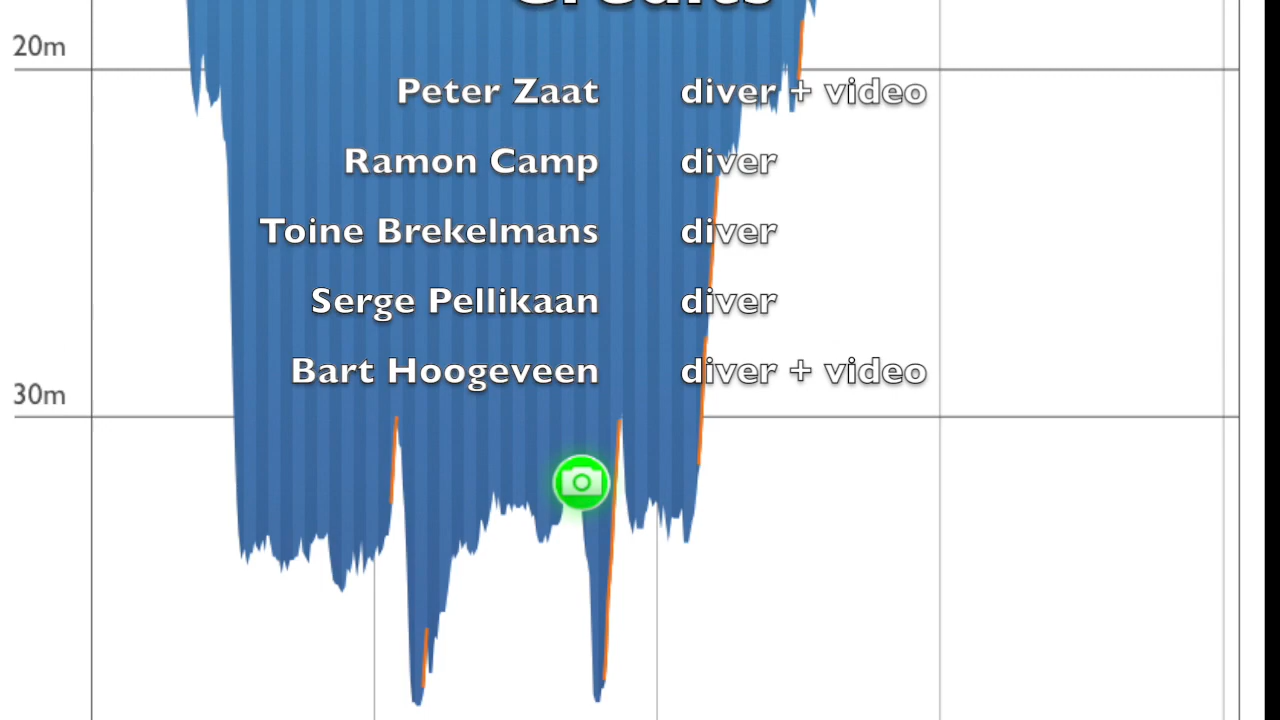 Credits
20m
Peter Zaat diver + video
Ramon Camp diver
Toine Brekelmans diver
Serge Pellikaan diver
Bart Hoogeveen diver + video
30m